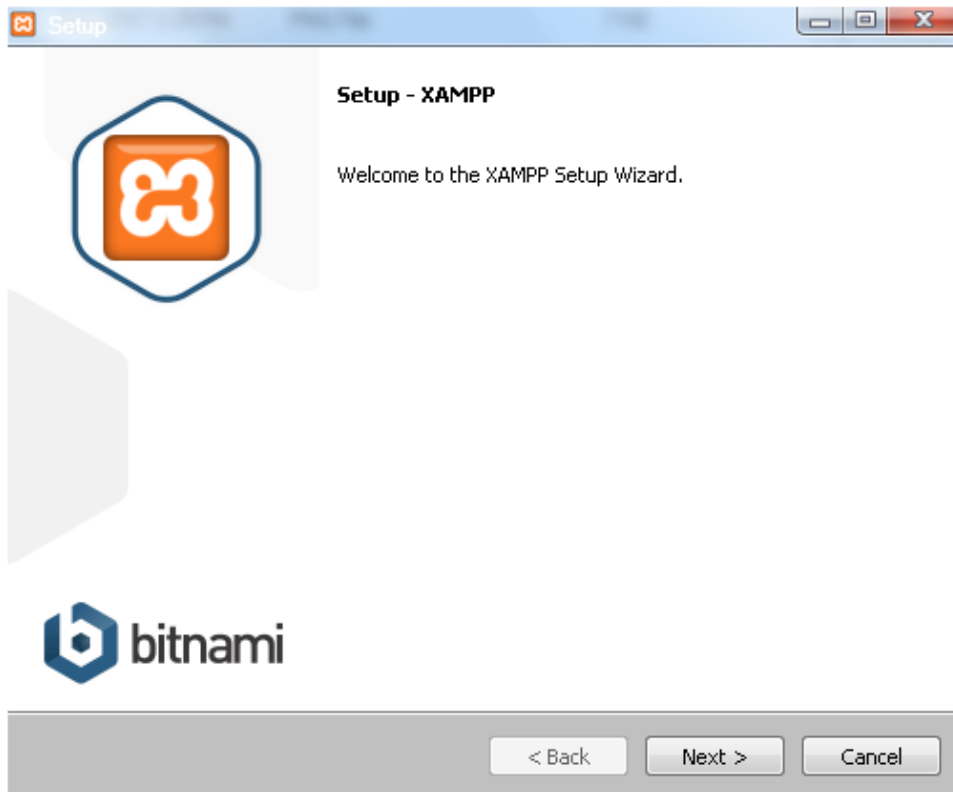 Setup
Setup - XAMPP
Welcome to the XAMPP Setup Wizard.
bitnami
< Back
Next >
Cancel